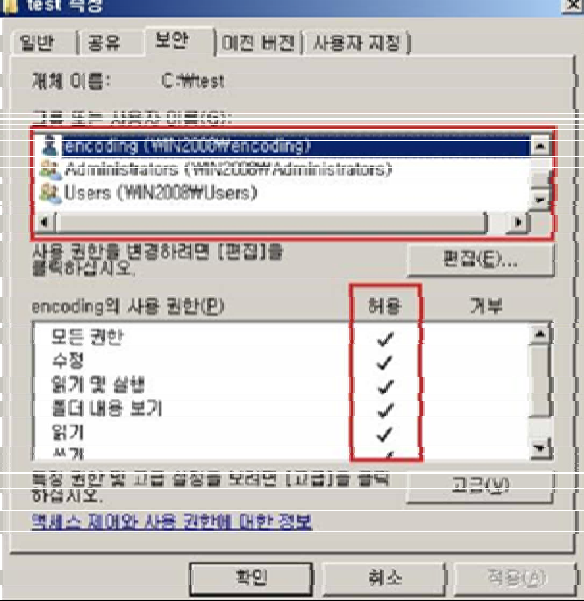 test 속성
일반 공유 보안 이전 버전 사용자 지정
개체 이름: C:\test
그룹 또는 사용자 이름(G):
encoding (WIN2008\encoding)
Administrators (WIN2008\Administrators)
Users (WIN2008\Users)
사용 권한을 변경하려면 [편집]을
클릭하십시오.
편집(E)...
encoding의 사용 권한(P) 허용 거부
모든 권한
수정
읽기 및 실행
폴더 내용 보기
읽기
쓰기
특정 권한 및 고급 설정을 보려면 [고급]을 클릭
하십시오.
고급(V)
액세스 제어와 사용 권한에 대한 정보
확인 취소 적용(A)